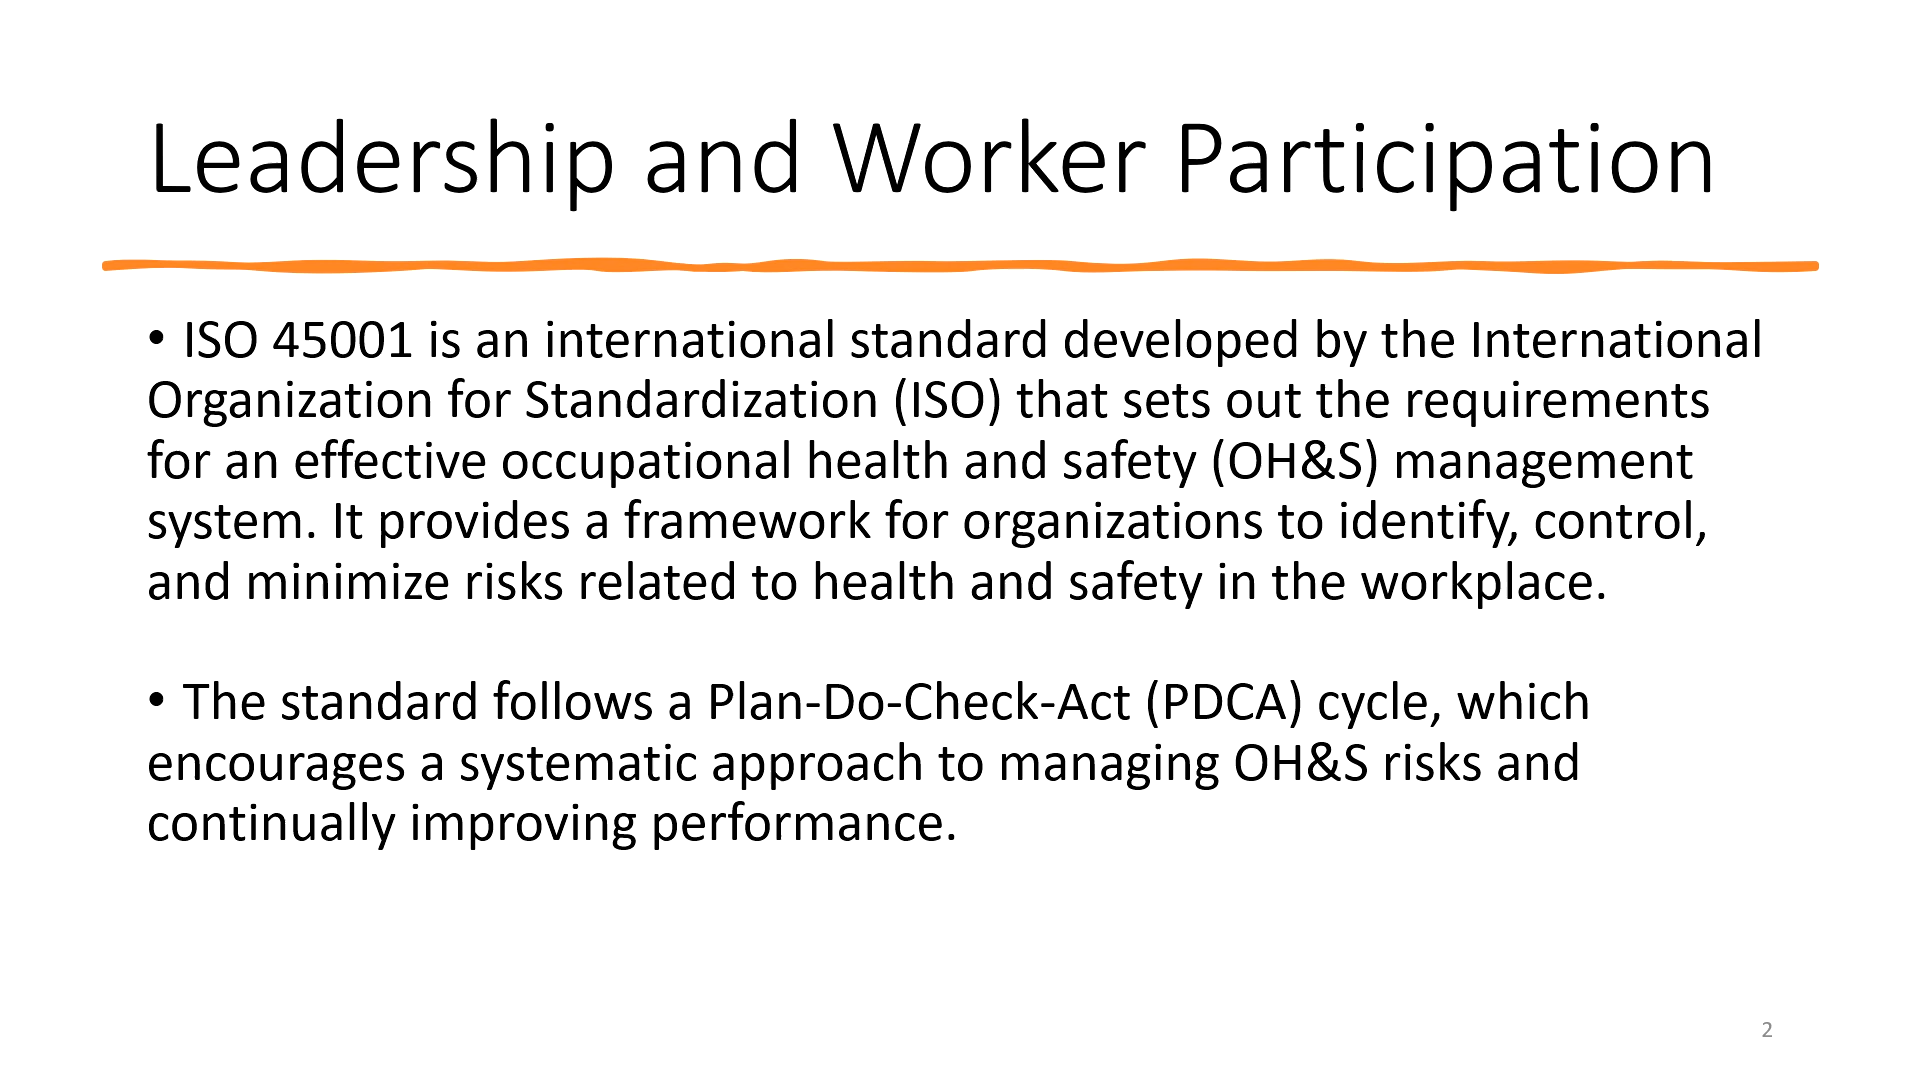 Leadership and Worker Participation
• ISO 45001 is an international standard developed by the International
Organization for Standardization (ISO) that sets out the requirements
for an effective occupational health and safety (OH&S) management
system. It provides a framework for organizations to identify, control,
and minimize risks related to health and safety in the workplace.
• The standard follows a Plan-Do-Check-Act (PDCA) cycle, which
encourages a systematic approach to managing OH&S risks and
continually improving performance.
2